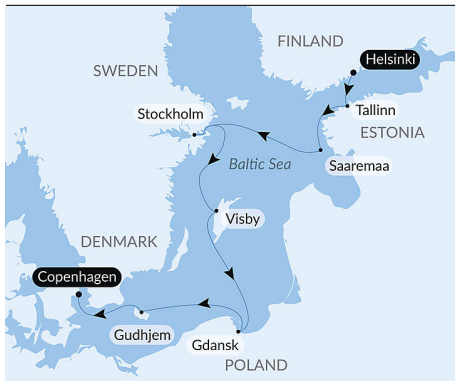 FINLAND
Helsinki
SWEDEN
Tallinn
Stockholm
ESTONIA
Baltic Sea
Saaremaa
Visby
DENMARK
Copenhagen
Gudhjem
Gdansk
POLAND